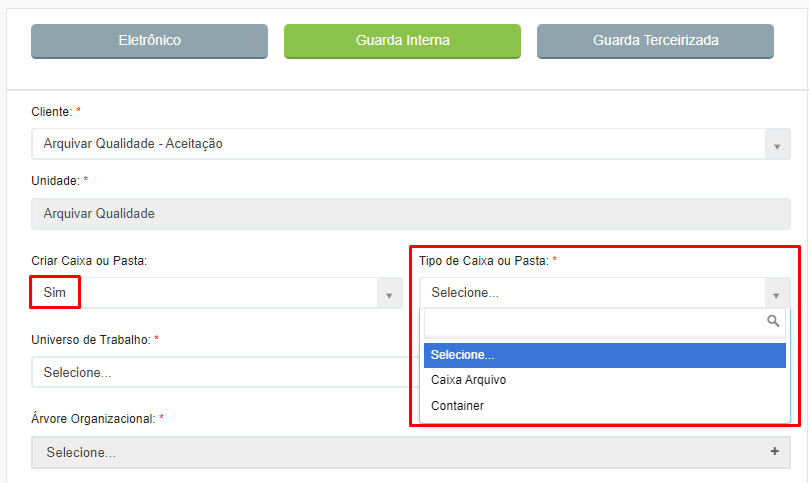 Eletrônico
Guarda Interna
Guarda Terceirizada
Cliente: *
Arquivar Qualidade - Aceitação
Unidade: *
Arquivar Qualidade
Criar Caixa ou Pasta:
Sim
Tipo de Caixa ou Pasta: *
Selecione...
Selecione...
Caixa Arquivo
Container
Universo de Trabalho: *
Selecione...
Árvore Organizacional: *
Selecione...
+